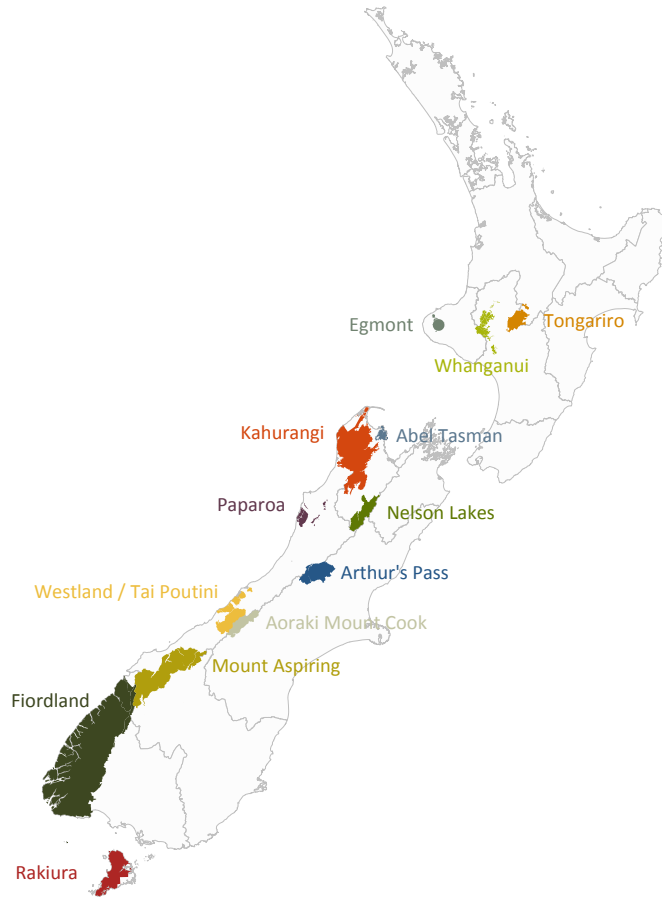 Egmont
Tongariro
Whanganui
Kahurangi
Abel Tasman
Paparoa
Nelson Lakes
Arthur's Pass
Westland / Tai Poutini
Aoraki Mount Cook
Mount Aspiring
Fiordland
Rakiura